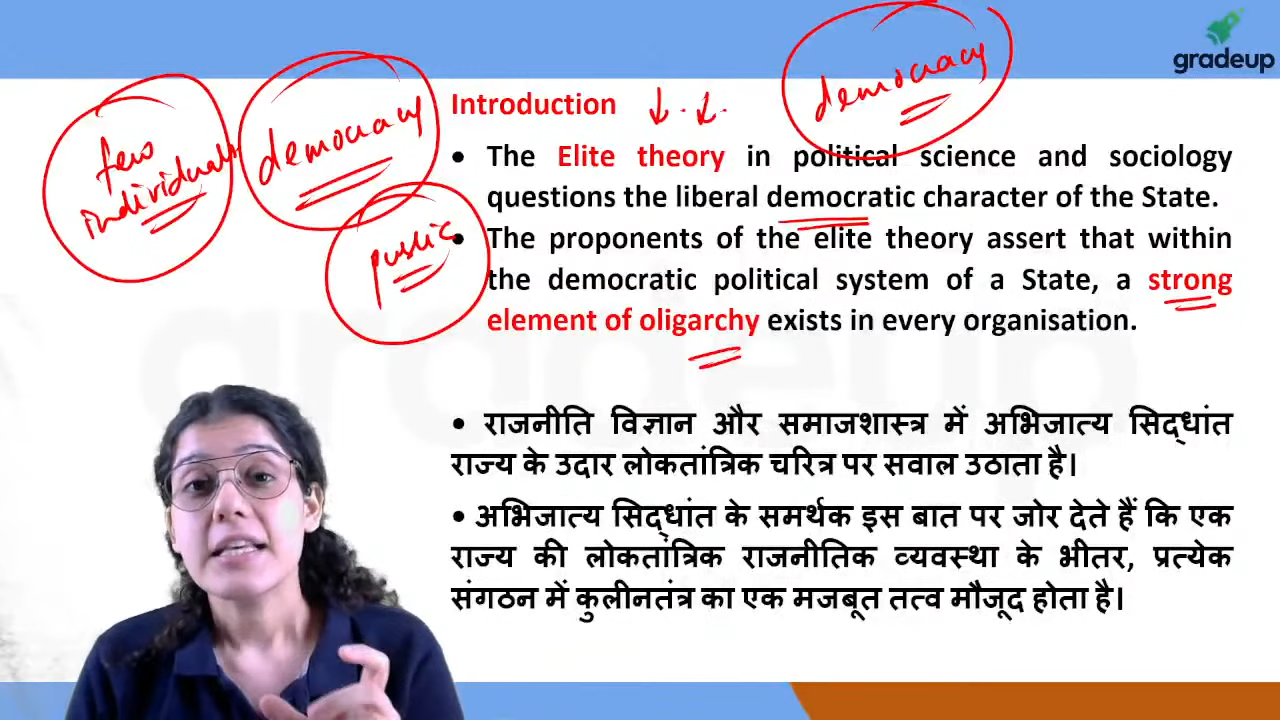 gradeup
democracy
few
individuals
democracy
public
Introduction
• The Elite theory in political science and sociology
questions the liberal democratic character of the State.
• The proponents of the elite theory assert that within
the democratic political system of a State, a strong
element of oligarchy exists in every organisation.
• राजनीति विज्ञान और समाजशास्त्र में अभिजात्य सिद्धांत
राज्य के उदार लोकतांत्रिक चरित्र पर सवाल उठाता है।
• अभिजात्य सिद्धांत के समर्थक इस बात पर जोर देते हैं कि एक
राज्य की लोकतांत्रिक राजनीतिक व्यवस्था के भीतर, प्रत्येक
संगठन में कुलीनतंत्र का एक मजबूत तत्व मौजूद होता है।